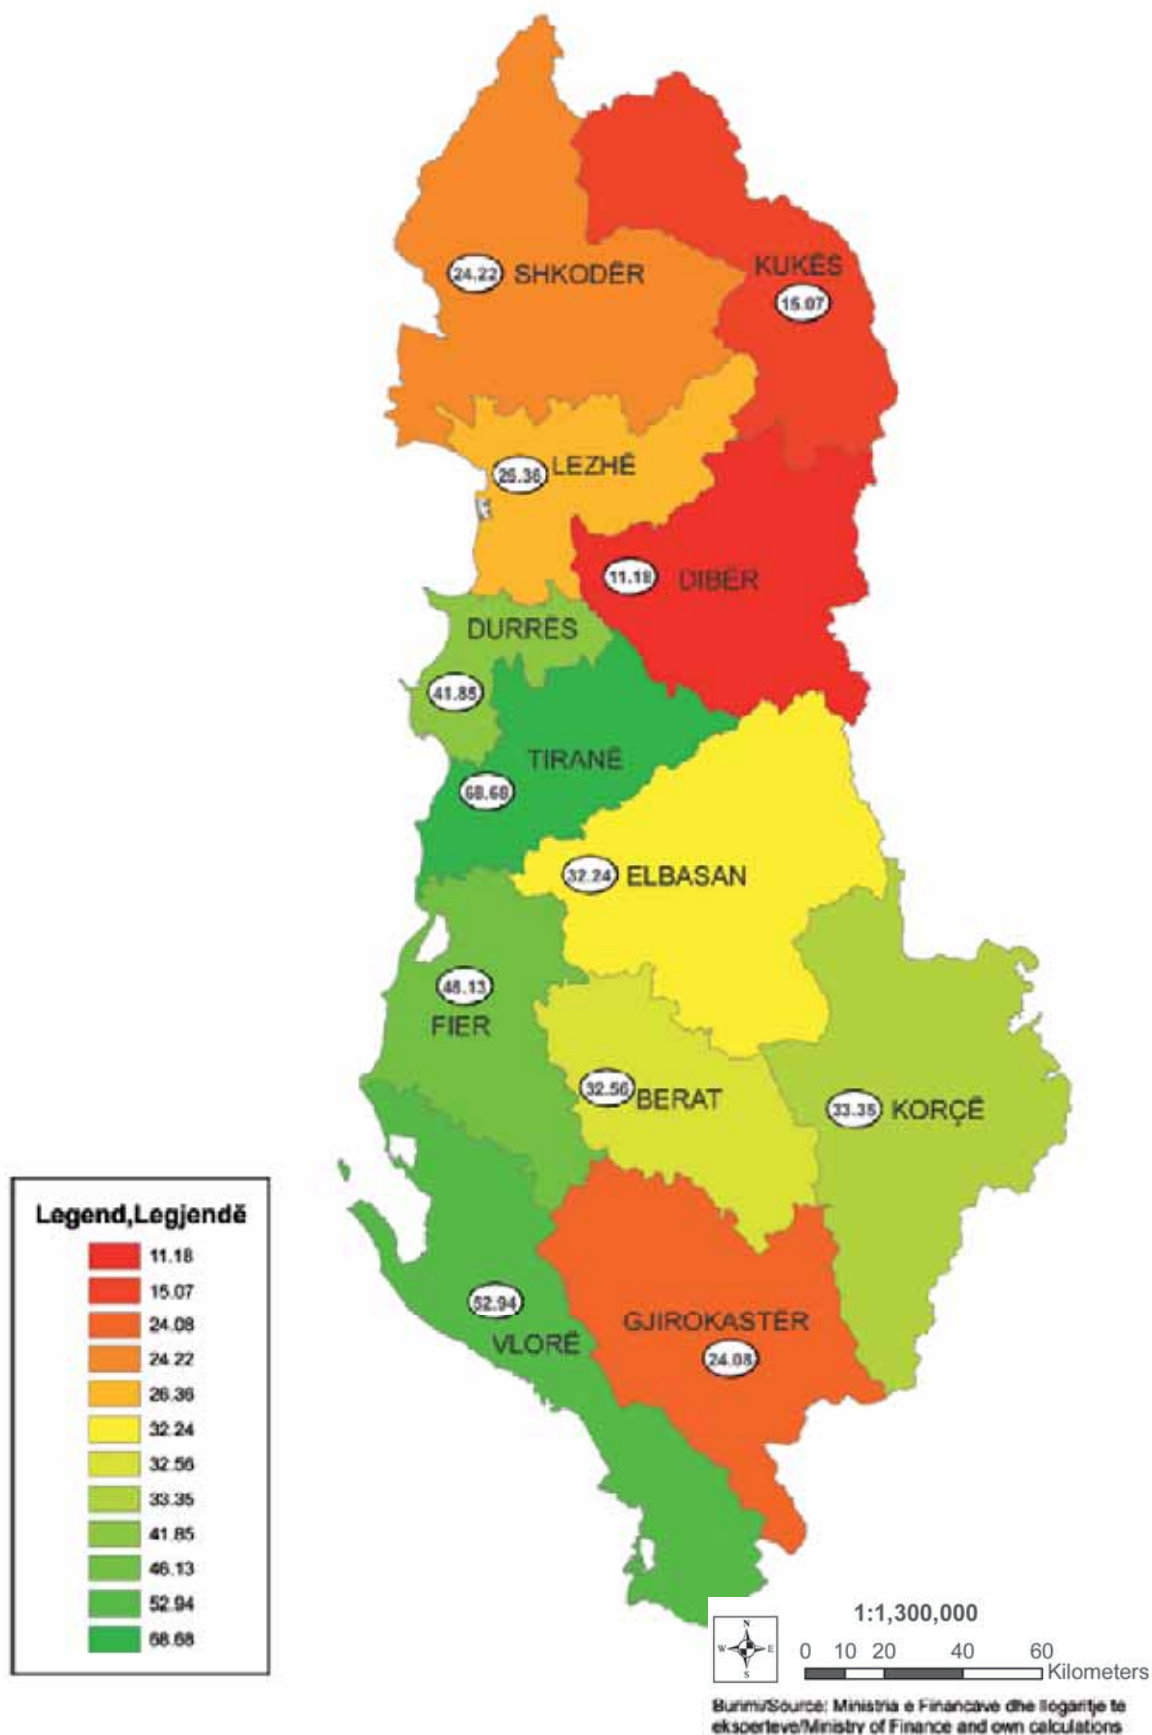 24.22 SHKODËR
KUKËS
15.07
26.36 LEZHË
11.18 DIBËR
DURRËS
41.85
TIRANË
68.68
32.24 ELBASAN
46.13
FIER
32.56 BERAT
33.35 KORÇË
52.94
VLORË
GJIROKASTËR
24.08
Legend,Legjendë
11.18
15.07
24.08
24.22
26.36
32.24
32.56
33.35
41.85
46.13
52.94
68.68
N
W E
S
1:1,300,000
0 10 20 40 60
Kilometers
Burimi/Source: Ministria e Financave dhe llogaritje të
ekspertëve/Ministry of Finance and own calculations